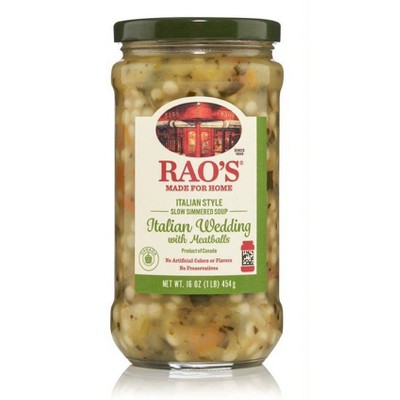 RAO'S
MADE FOR HOME
ITALIAN STYLE
SLOW SIMMERED SOUP
Italian Wedding
with Meatballs
Product of Canada
No Artificial Colors or Flavors
No Preservatives
NET WT. 16 OZ (1 LB) 454g